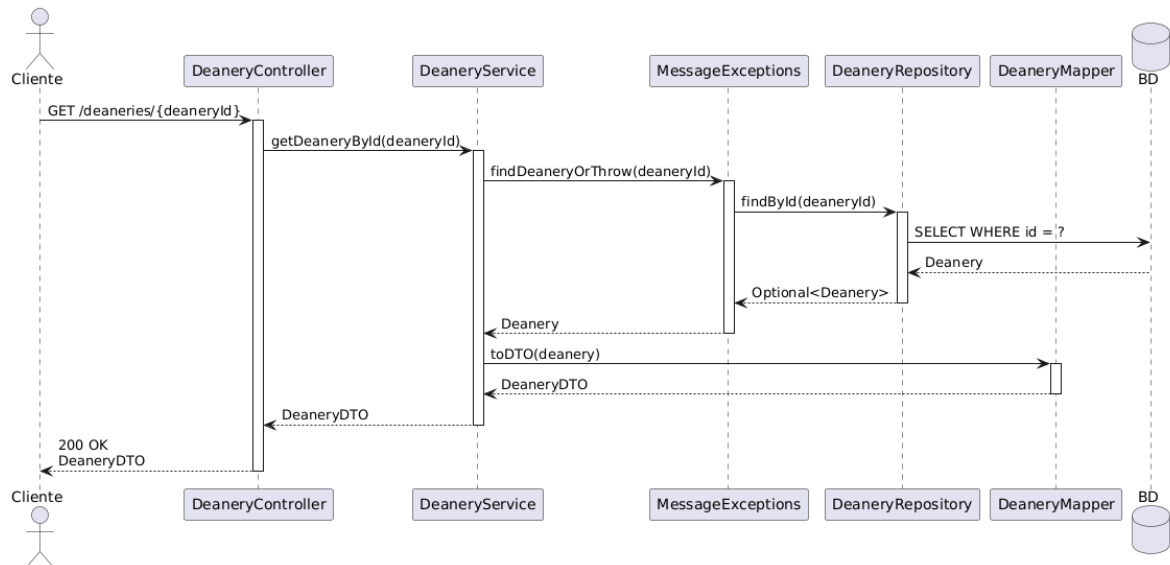 Cliente
DeaneryController
DeaneryService
MessageExceptions
DeaneryRepository
DeaneryMapper
BD
GET /deaneries/{deaneryId}
getDeaneryById(deaneryId)
findDeaneryOrThrow(deaneryId)
findById(deaneryId)
SELECT WHERE id = ?
Deanery
Optional<Deanery>
Deanery
toDTO(deanery)
DeaneryDTO
DeaneryDTO
200 OK
DeaneryDTO
Cliente
DeaneryController
DeaneryService
MessageExceptions
DeaneryRepository
DeaneryMapper
BD